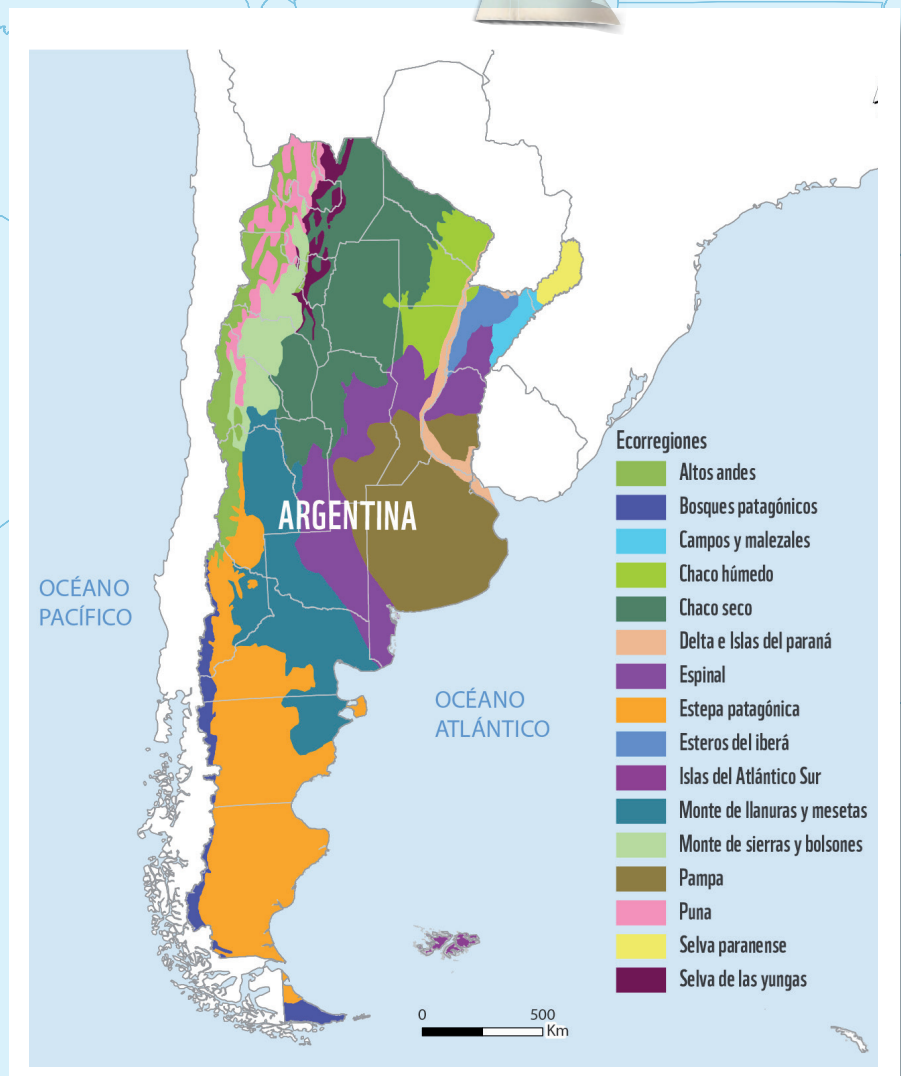 ARGENTINA
OCÉANO
PACÍFICO
OCÉANO
ATLÁNTICO
Ecorregiones
Altos andes
Bosques patagónicos
Campos y malezales
Chaco húmedo
Chaco seco
Delta e Islas del paraná
Espinal
Estepa patagónica
Esteros del iberá
Islas del Atlántico Sur
Monte de llanuras y mesetas
Monte de sierras y bolsones
Pampa
Puna
Selva paranense
Selva de las yungas
0 500
Km